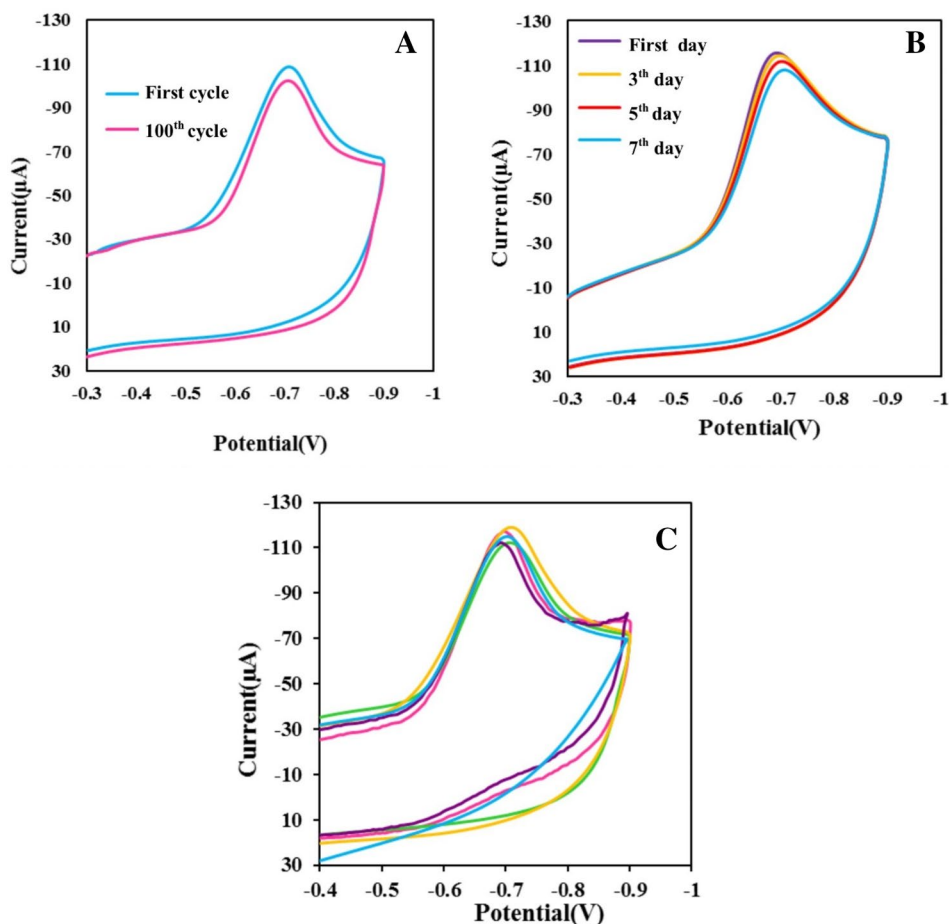 A
-130
-110
-90
-70
-50
-30
-10
10
30
Current(µA)
First cycle
100th cycle
-0.3 -0.4 -0.5 -0.6 -0.7 -0.8 -0.9 -1
Potential(V)
B
-130
-110
-90
-70
-50
-30
-10
10
30
Current(µA)
First day
3th day
5th day
7th day
-0.3 -0.4 -0.5 -0.6 -0.7 -0.8 -0.9 -1
Potential(V)
C
-130
-110
-90
-70
-50
-30
-10
10
30
Current(µA)
-0.4 -0.5 -0.6 -0.7 -0.8 -0.9 -1
Potential(V)